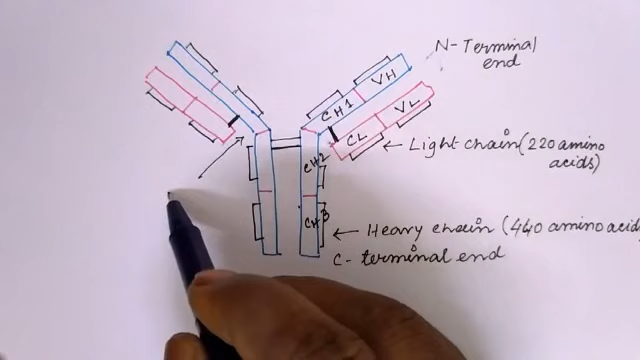 N-Terminal
end
VH
CH1
VL
CL
Light chain (220 amino
acids)
CH2
CH3
Heavy chain (440 amino acids
C- terminal end